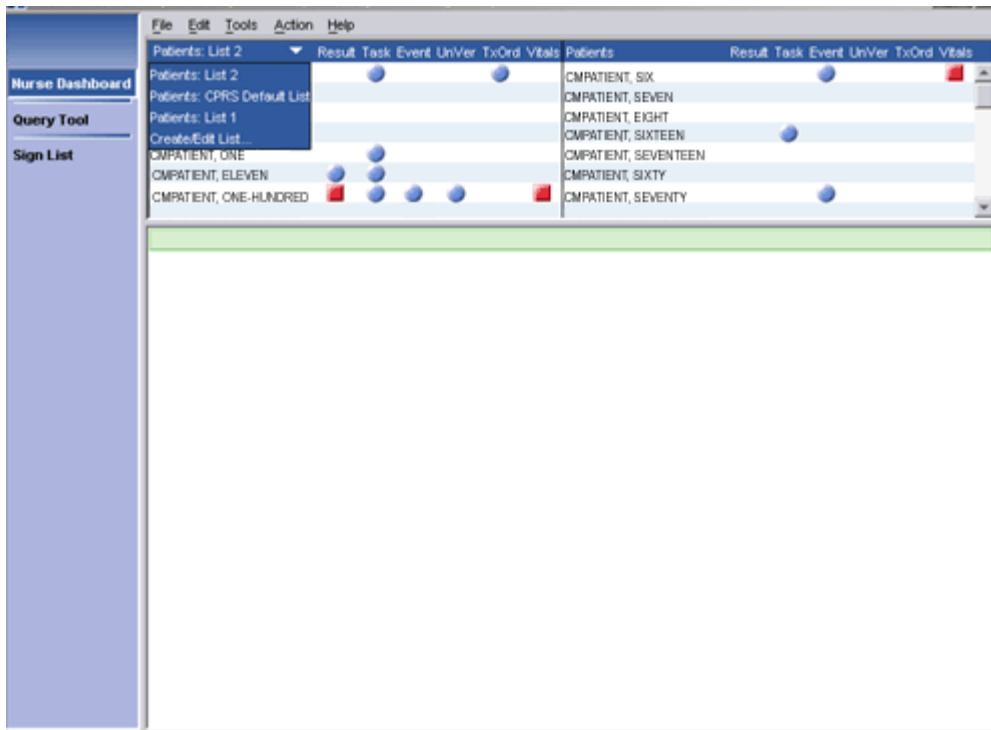 File Edit Tools Action Help
Patients: List 2 Result Task Event UnVer TxOrd Vitals Patients Result Task Event UnVer TxOrd Vitals
Nurse Dashboard
Query Tool
Sign List
Patients: List 2
Patients: CPRS Default List
Patients: List 1
Create/Edit List...
CMPATIENT, ONE
CMPATIENT, ELEVEN
CMPATIENT, ONE-HUNDRED
CMPATIENT, SIX
CMPATIENT, SEVEN
CMPATIENT, EIGHT
CMPATIENT, SIXTEEN
CMPATIENT, SEVENTEEN
CMPATIENT, SIXTY
CMPATIENT, SEVENTY